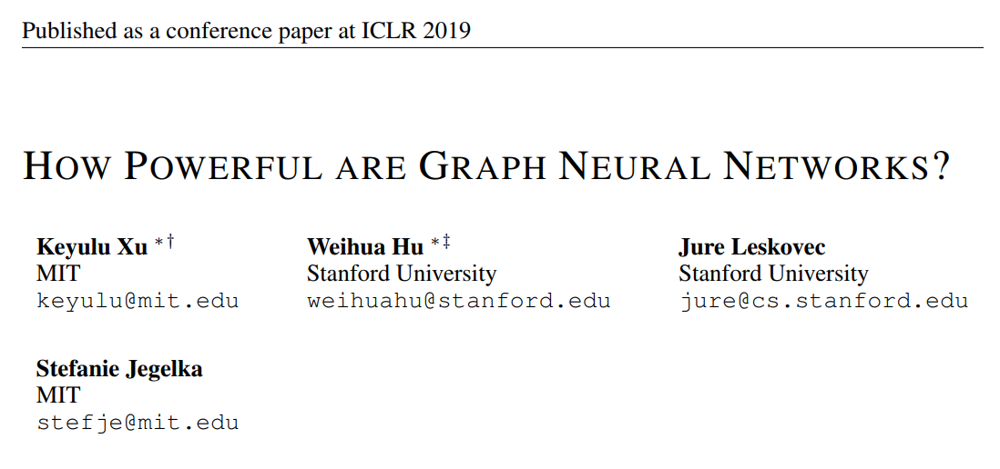 Published as a conference paper at ICLR 2019
HOW POWERFUL ARE GRAPH NEURAL NETWORKS?
Keyulu Xu *†
MIT
keyulu@mit.edu
Weihua Hu *‡
Stanford University
weihuahu@stanford.edu
Jure Leskovec
Stanford University
jure@cs.stanford.edu
Stefanie Jegelka
MIT
stefje@mit.edu